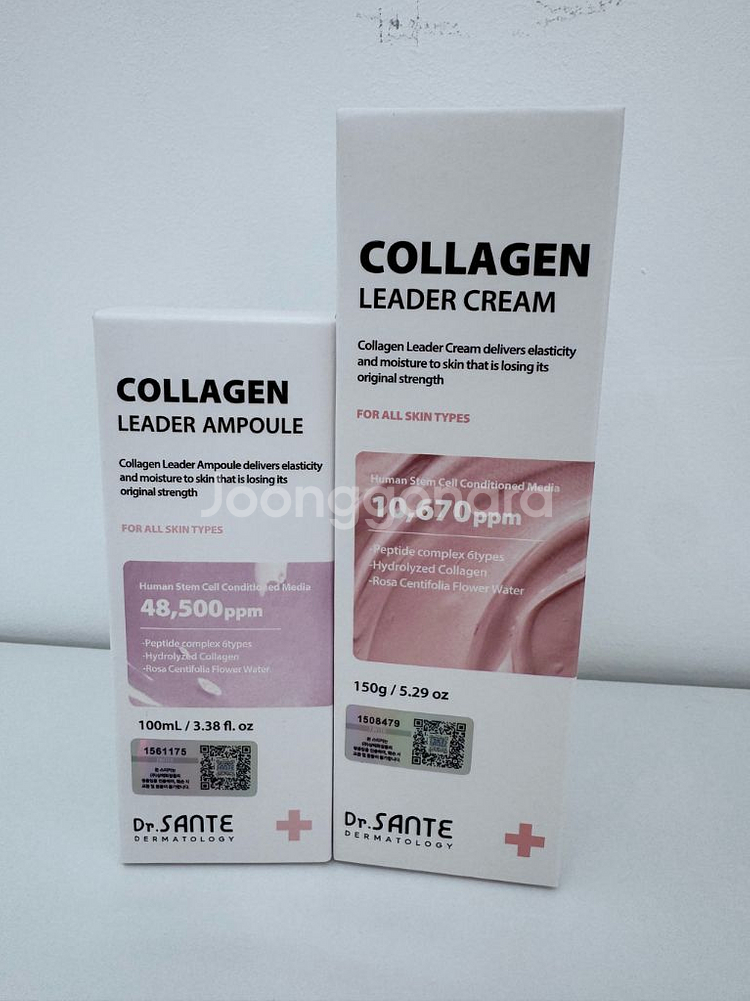 COLLAGEN
LEADER AMPOULE
Collagen Leader Ampoule delivers elasticity
and moisture to skin that is losing its
original strength
FOR ALL SKIN TYPES
Human Stem Cell Conditioned Media
48,500ppm
-Peptide complex 6types
-Hydrolyzed Collagen
-Rosa Centifolia Flower Water
100mL / 3.38 fl. oz
1561175
Dr.SANTE
DERMATOLOGY
COLLAGEN
LEADER CREAM
Collagen Leader Cream delivers elasticity
and moisture to skin that is losing its
original strength
FOR ALL SKIN TYPES
Human Stem Cell Conditioned Media
10,670ppm
-Peptide complex 6types
-Hydrolyzed Collagen
-Rosa Centifolia Flower Water
150g / 5.29 oz
1508479
Dr.SANTE
DERMATOLOGY
Joonggonara